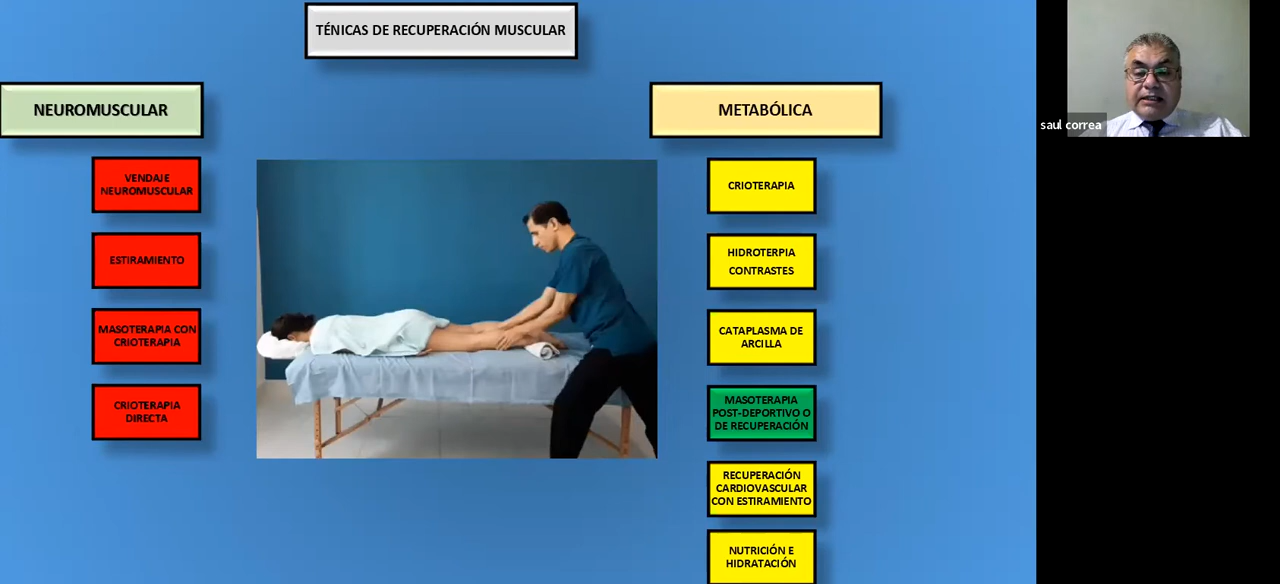 TÉNICAS DE RECUPERACIÓN MUSCULAR
NEUROMUSCULAR
VENDAJE
NEUROMUSCULAR
ESTIRAMIENTO
MASOTERAPIA CON
CRIOTERAPIA
CRIOTERAPIA
DIRECTA
METABÓLICA
CRIOTERAPIA
HIDROTERPIA
CONTRASTES
CATAPLASMA DE
ARCILLA
MASOTERAPIA
POST-DEPORTIVO O
DE RECUPERACIÓN
RECUPERACIÓN
CARDIOVASCULAR
CON ESTIRAMIENTO
NUTRICIÓN E
HIDRATACIÓN
saul correa